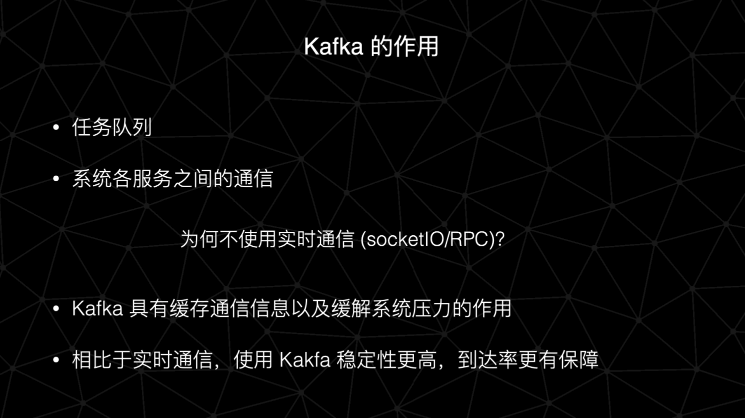 Kafka 的作用
• 任务队列
• 系统各服务之间的通信
为何不使用实时通信 (socketIO/RPC)?
• Kafka 具有缓存通信信息以及缓解系统压力的作用
• 相比于实时通信，使用 Kakfa 稳定性更高，到达率更有保障